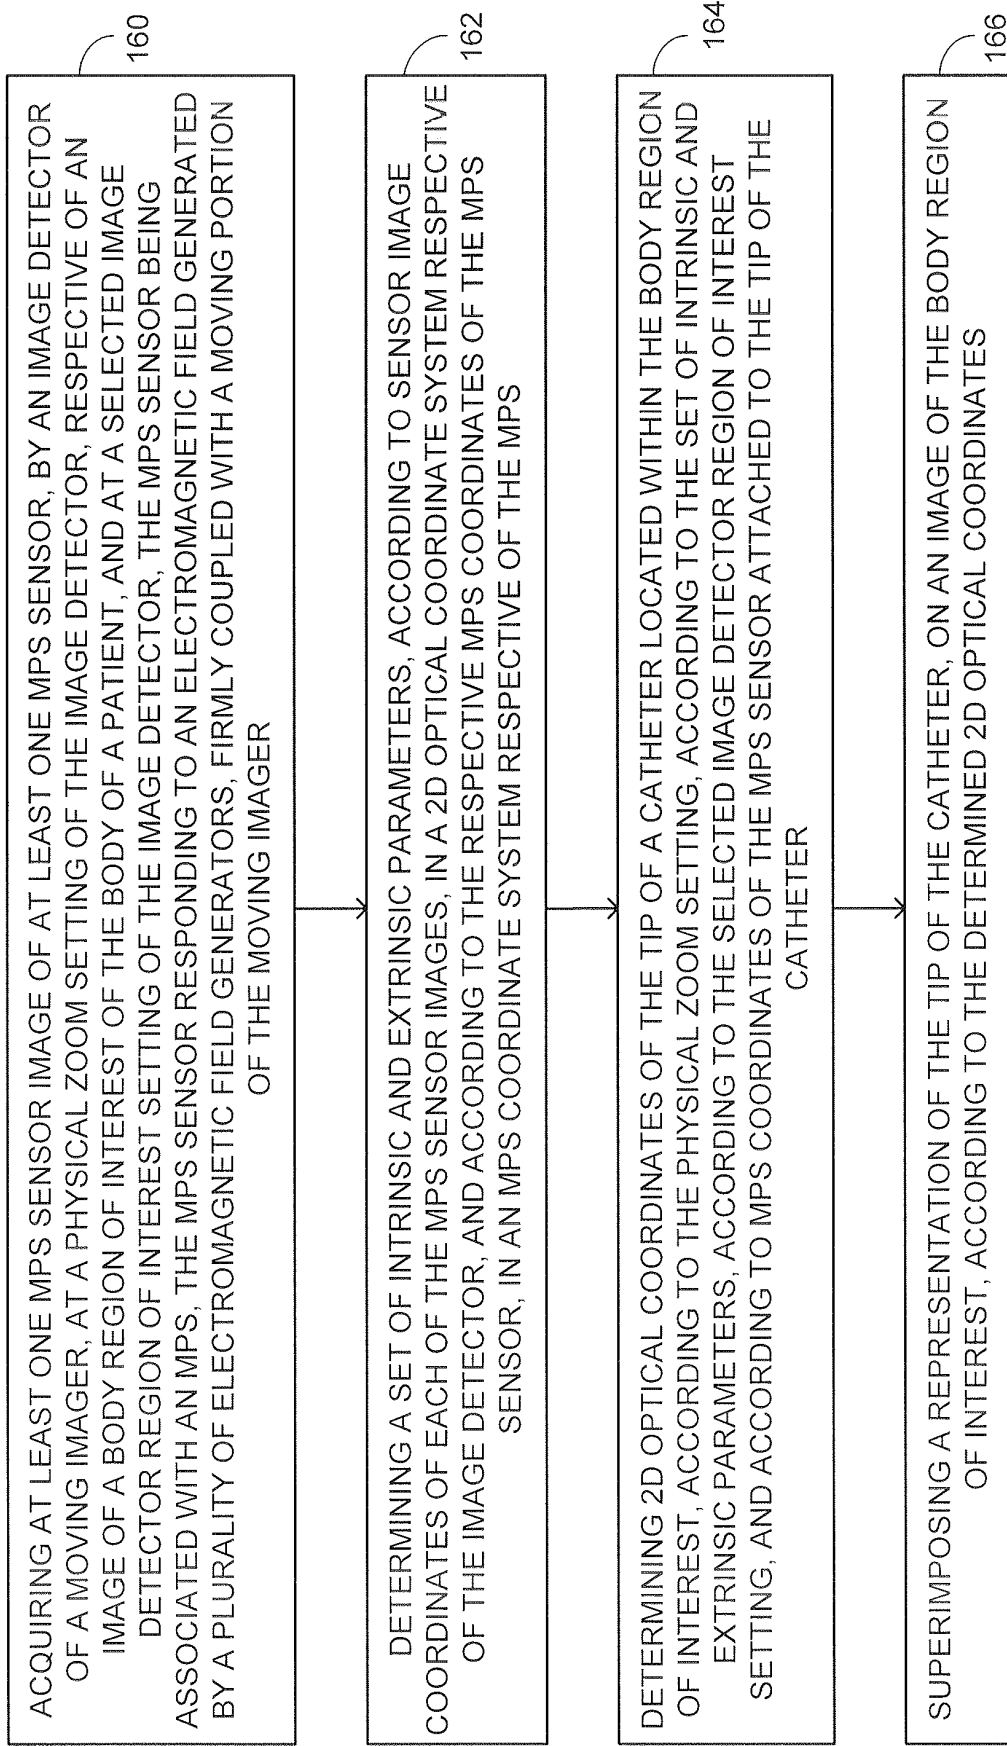 ACQUIRING AT LEAST ONE MPS SENSOR IMAGE OF AT LEAST ONE MPS SENSOR, BY AN IMAGE DETECTOR
OF A MOVING IMAGER, AT A PHYSICAL ZOOM SETTING OF THE IMAGE DETECTOR, RESPECTIVE OF AN
IMAGE OF A BODY REGION OF INTEREST OF THE BODY OF A PATIENT, AND AT A SELECTED IMAGE
DETECTOR REGION OF INTEREST SETTING OF THE IMAGE DETECTOR, THE MPS SENSOR BEING
ASSOCIATED WITH AN MPS, THE MPS SENSOR RESPONDING TO AN ELECTROMAGNETIC FIELD GENERATED
BY A PLURALITY OF ELECTROMAGNETIC FIELD GENERATORS, FIRMLY COUPLED WITH A MOVING PORTION
OF THE MOVING IMAGER
160
DETERMINING A SET OF INTRINSIC AND EXTRINSIC PARAMETERS, ACCORDING TO SENSOR IMAGE
COORDINATES OF EACH OF THE MPS SENSOR IMAGES, IN A 2D OPTICAL COORDINATE SYSTEM RESPECTIVE
OF THE IMAGE DETECTOR, AND ACCORDING TO THE RESPECTIVE MPS COORDINATES OF THE MPS
SENSOR, IN AN MPS COORDINATE SYSTEM RESPECTIVE OF THE MPS
162
DETERMINING 2D OPTICAL COORDINATES OF THE TIP OF A CATHETER LOCATED WITHIN THE BODY REGION
OF INTEREST, ACCORDING TO THE PHYSICAL ZOOM SETTING, ACCORDING TO THE SET OF INTRINSIC AND
EXTRINSIC PARAMETERS, ACCORDING TO THE SELECTED IMAGE DETECTOR REGION OF INTEREST
SETTING, AND ACCORDING TO MPS COORDINATES OF THE MPS SENSOR ATTACHED TO THE TIP OF THE
CATHETER
164
SUPERIMPOSING A REPRESENTATION OF THE TIP OF THE CATHETER, ON AN IMAGE OF THE BODY REGION
OF INTEREST, ACCORDING TO THE DETERMINED 2D OPTICAL COORDINATES
166